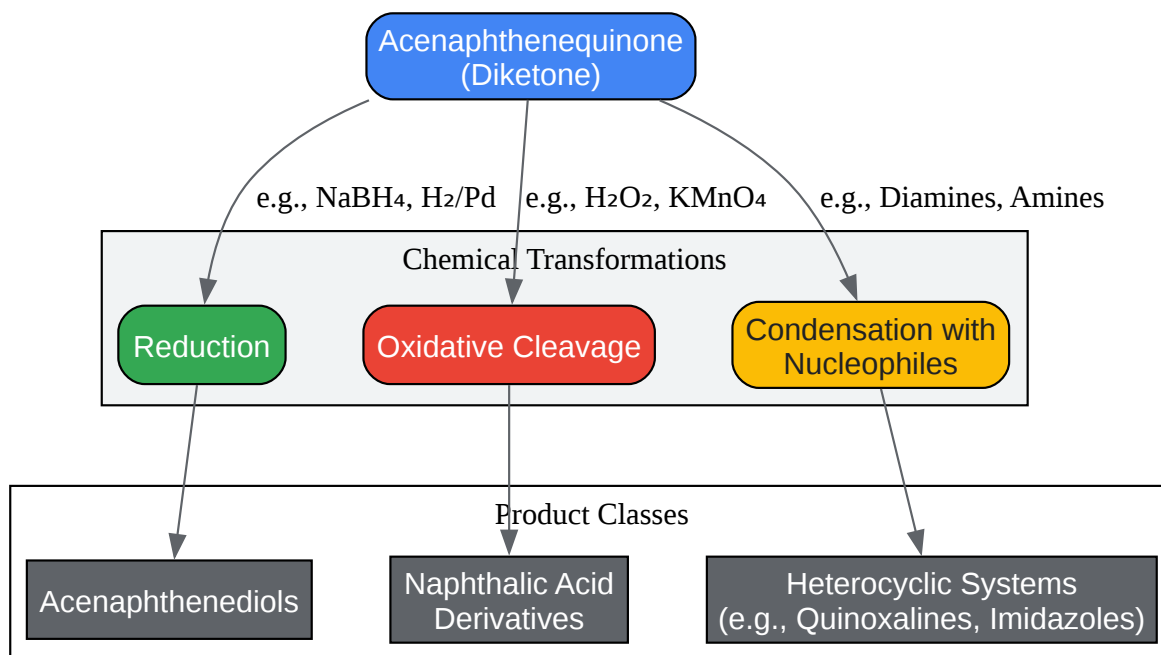 Acenaphthenequinone
(Diketone)
e.g., NaBH₄, H₂/Pd
e.g., H₂O₂, KMnO₄
e.g., Diamines, Amines
Chemical Transformations
Reduction
Oxidative Cleavage
Condensation with
Nucleophiles
Product Classes
Acenaphthenediols
Naphthalic Acid
Derivatives
Heterocyclic Systems
(e.g., Quinoxalines, Imidazoles)